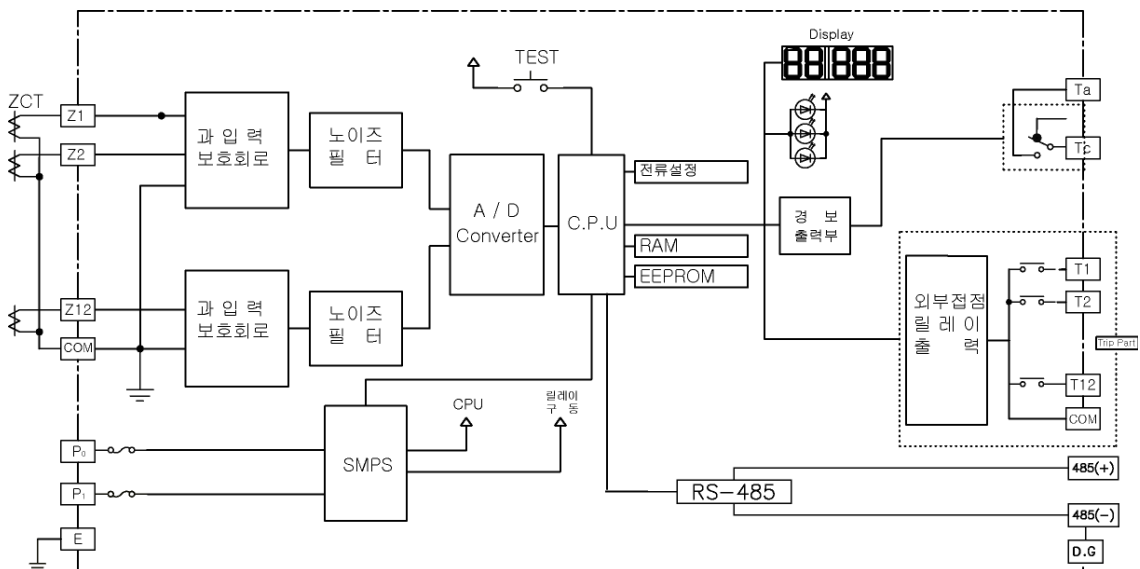 Display
88 888
TEST
ZCT
Z1
Z2
Z12
COM
과 입 력
보호회로
노이즈
필 터
과 입 력
보호회로
노이즈
필 터
A / D
Converter
C.P.U
전류설정
RAM
EEPROM
경 보
출력부
Ta
Tc
외부접점
릴 레 이
출 력
T1
T2
T12
COM
Trip Part
P₀
P₁
E
SMPS
CPU
릴레이
구 동
RS-485
485(+)
485(-)
D.G